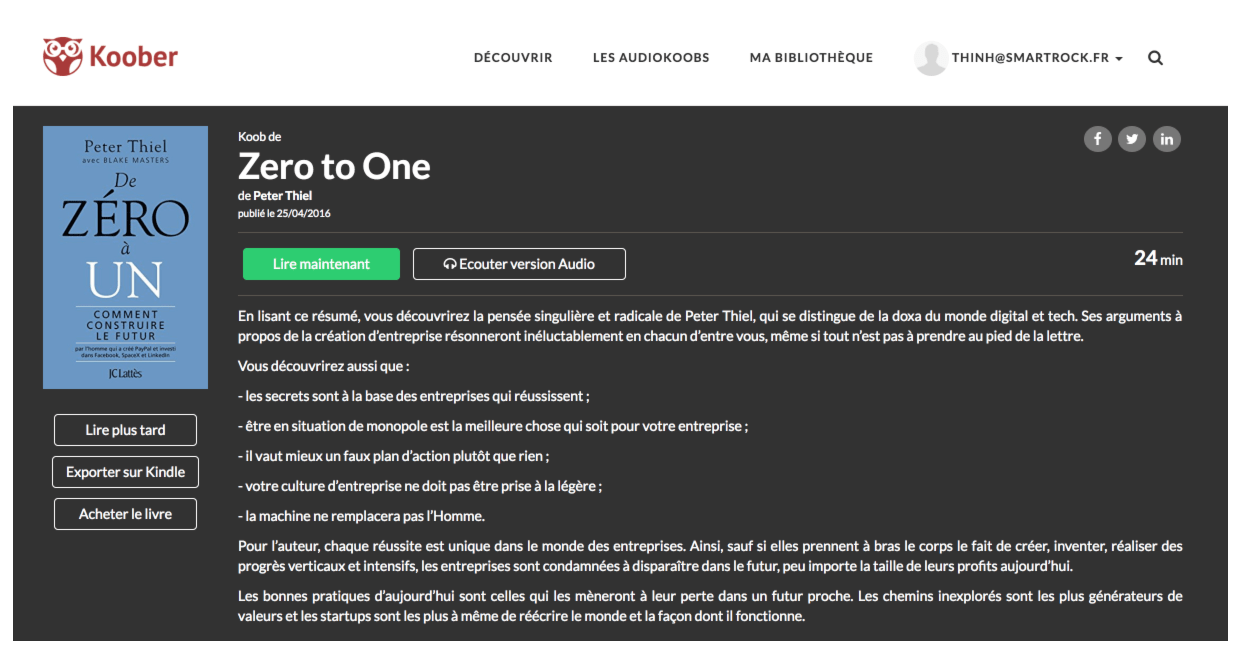 Koober
DÉCOUVRIR
LES AUDIOKOOBS
MA BIBLIOTHÈQUE
THINH@SMARTROCK.FR
Peter Thiel
avec BLAKE MASTERS
De
ZÉRO
à
UN
COMMENT
CONSTRUIRE
LE FUTUR
par l'homme qui a créé PayPal et investi
dans Facebook, SpaceX et LinkedIn
JCLattès
Lire plus tard
Exporter sur Kindle
Acheter le livre
Koob de
Zero to One
de Peter Thiel
publié le 25/04/2016
f
in
Lire maintenant
Ecouter version Audio
24 min
En lisant ce résumé, vous découvrirez la pensée singulière et radicale de Peter Thiel, qui se distingue de la doxa du monde digital et tech. Ses arguments à
propos de la création d'entreprise résonneront inéluctablement en chacun d'entre vous, même si tout n'est pas à prendre au pied de la lettre.
Vous découvrirez aussi que :
- les secrets sont à la base des entreprises qui réussissent ;
- être en situation de monopole est la meilleure chose qui soit pour votre entreprise ;
- il vaut mieux un faux plan d'action plutôt que rien ;
- votre culture d'entreprise ne doit pas être prise à la légère ;
- la machine ne remplacera pas l'Homme.
Pour l'auteur, chaque réussite est unique dans le monde des entreprises. Ainsi, sauf si elles prennent à bras le corps le fait de créer, inventer, réaliser des
progrès verticaux et intensifs, les entreprises sont condamnées à disparaître dans le futur, peu importe la taille de leurs profits aujourd'hui.
Les bonnes pratiques d'aujourd'hui sont celles qui les mèneront à leur perte dans un futur proche. Les chemins inexplorés sont les plus générateurs de
valeurs et les startups sont les plus à même de réécrire le monde et la façon dont il fonctionne.